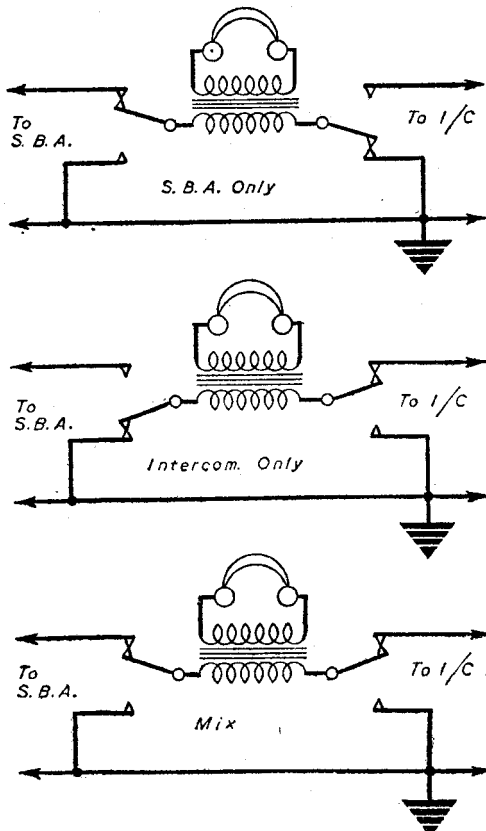 To
S.B.A.
To I/C
S.B.A. Only
To
S.B.A.
To I/C
Intercom. Only
To
S.B.A.
To I/C
Mix